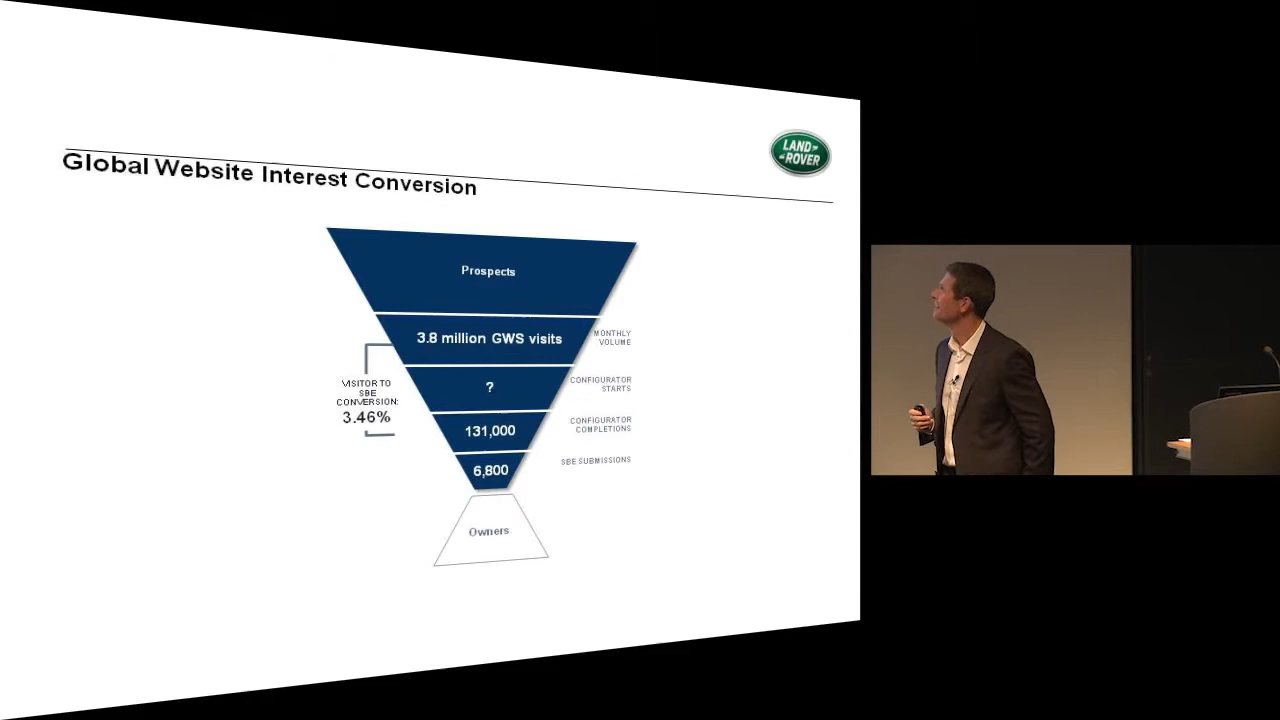 LAND
ROVER
Global Website Interest Conversion
Prospects
3.8 million GWS visits
MONTHLY
VOLUME
?
CONFIGURATOR
STARTS
VISITOR TO
SBE
CONVERSION:
3.46%
131,000
CONFIGURATOR
COMPLETIONS
6,800
SBE SUBMISSIONS
Owners